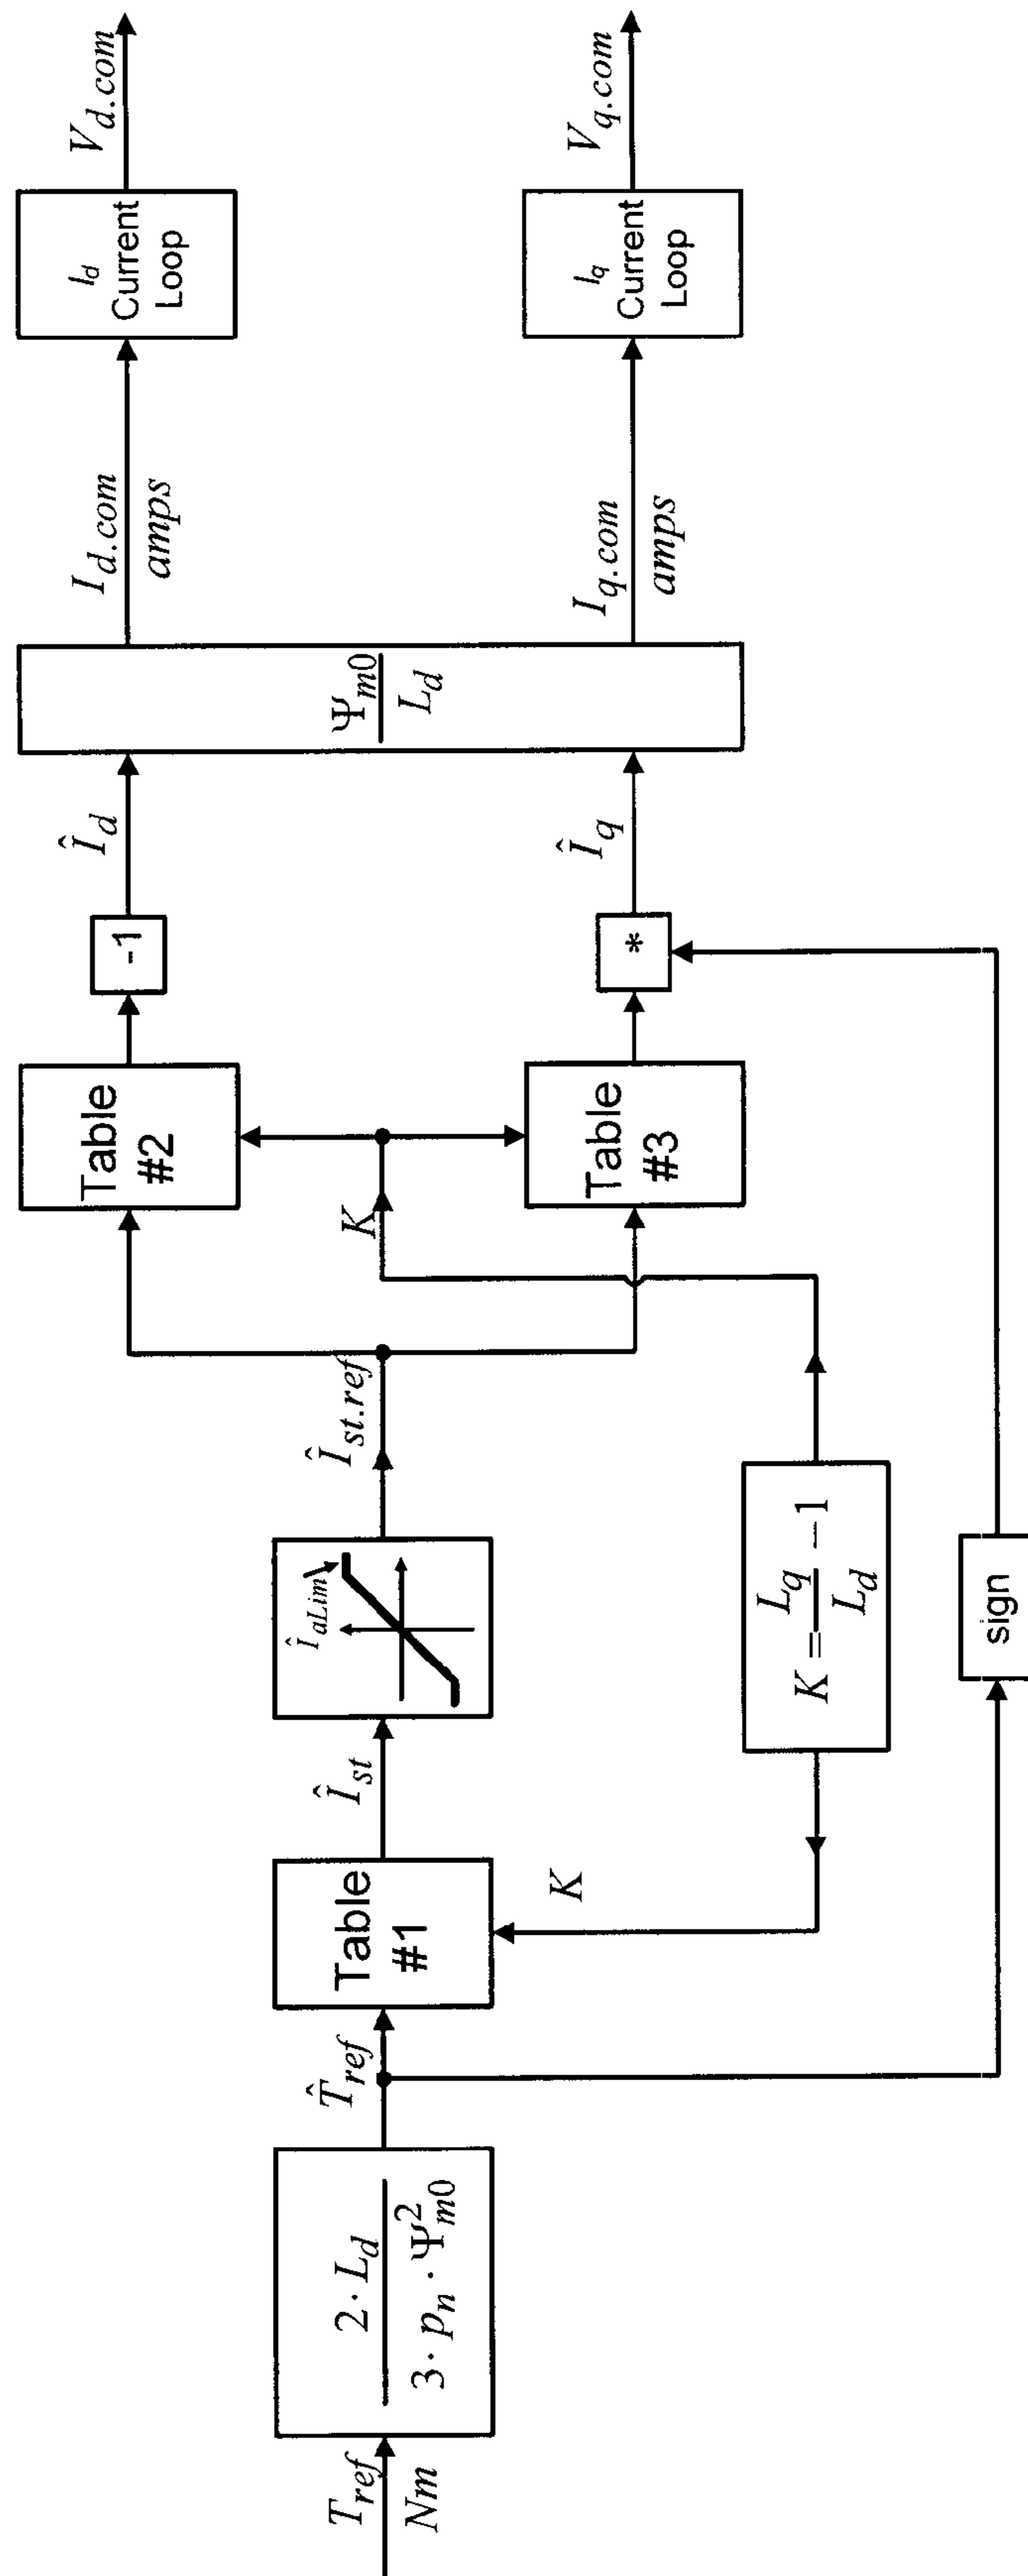 T_ref
Nm
2 · L_d
3 · p_n · Ψ_m0^2
T̂_ref
Table
#1
K
Î_st
Î_aLim
Î_st.ref
K = L_q / L_d − 1
sign
K
Table
#2
Table
#3
-1
*
Î_d
Î_q
Ψ_m0
L_d
I_d.com
amps
I_q.com
amps
I_d
Current
Loop
I_q
Current
Loop
V_d.com
V_q.com